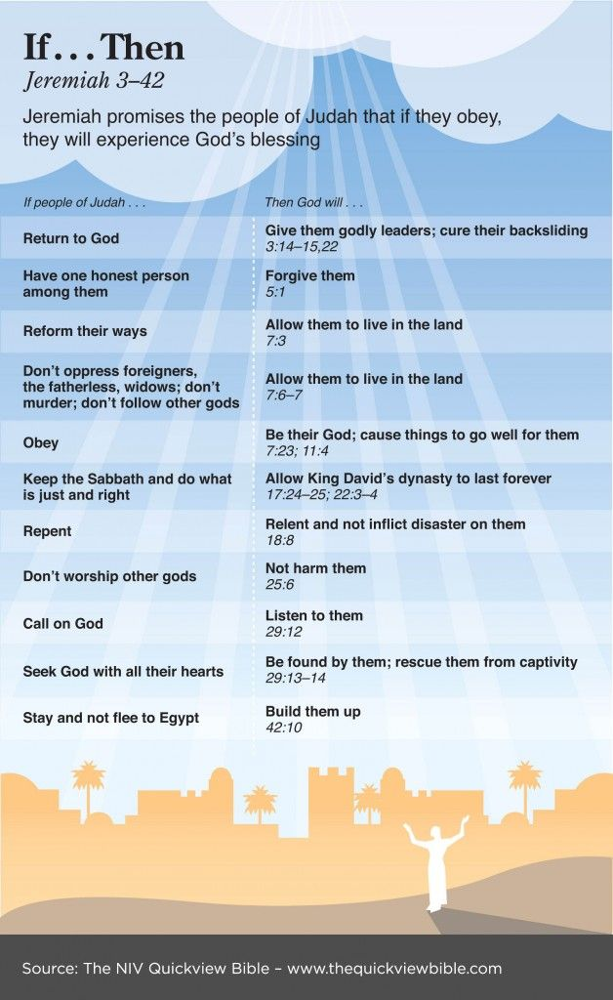 If...Then
Jeremiah 3–42
Jeremiah promises the people of Judah that if they obey,
they will experience God's blessing
If people of Judah . . .
Then God will . . .
Return to God
Give them godly leaders; cure their backsliding
3:14–15,22
Have one honest person
among them
Forgive them
5:1
Reform their ways
Allow them to live in the land
7:3
Don't oppress foreigners,
the fatherless, widows; don't
murder; don't follow other gods
Allow them to live in the land
7:6–7
Obey
Be their God; cause things to go well for them
7:23; 11:4
Keep the Sabbath and do what
is just and right
Allow King David's dynasty to last forever
17:24–25; 22:3–4
Repent
Relent and not inflict disaster on them
18:8
Don't worship other gods
Not harm them
25:6
Call on God
Listen to them
29:12
Seek God with all their hearts
Be found by them; rescue them from captivity
29:13–14
Stay and not flee to Egypt
Build them up
42:10
Source: The NIV Quickview Bible – www.thequickviewbible.com